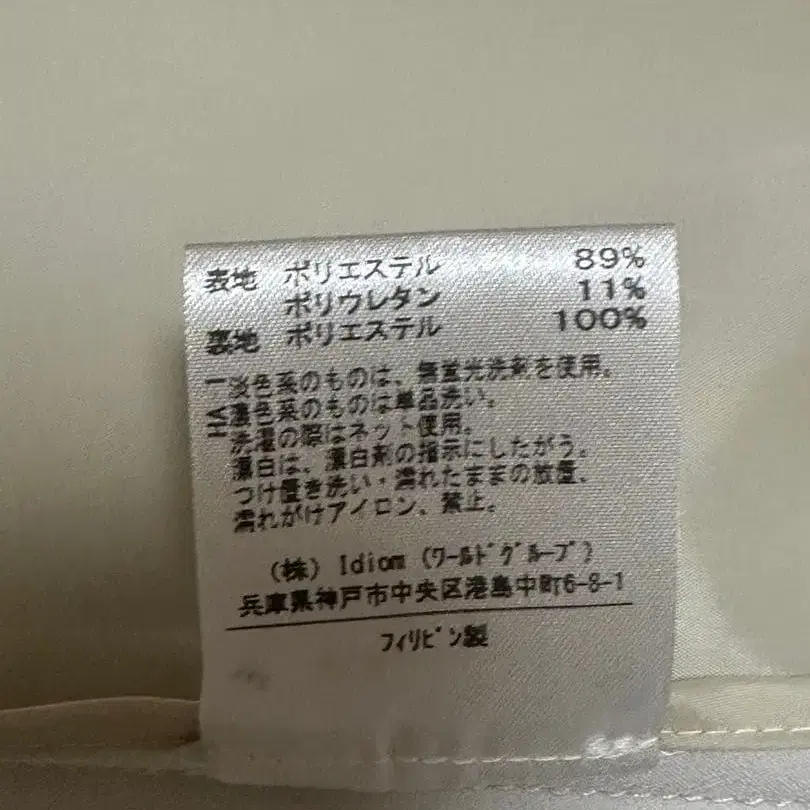 表地 ポリエステル 89%
ポリウレタン 11%
裏地 ポリエステル 100%
HA-1
淡色系のものは、無蛍光洗剤を使用。
濃色系のものは単品洗い。
洗濯の際はネット使用。
漂白は、漂白剤の指示にしたがう。
つけ置き洗い・濡れたままの放置、
濡れがけアイロン、禁止。
(株) Idiom (ワールドグループ)
兵庫県神戸市中央区港島中町6-8-1
フィリピン製